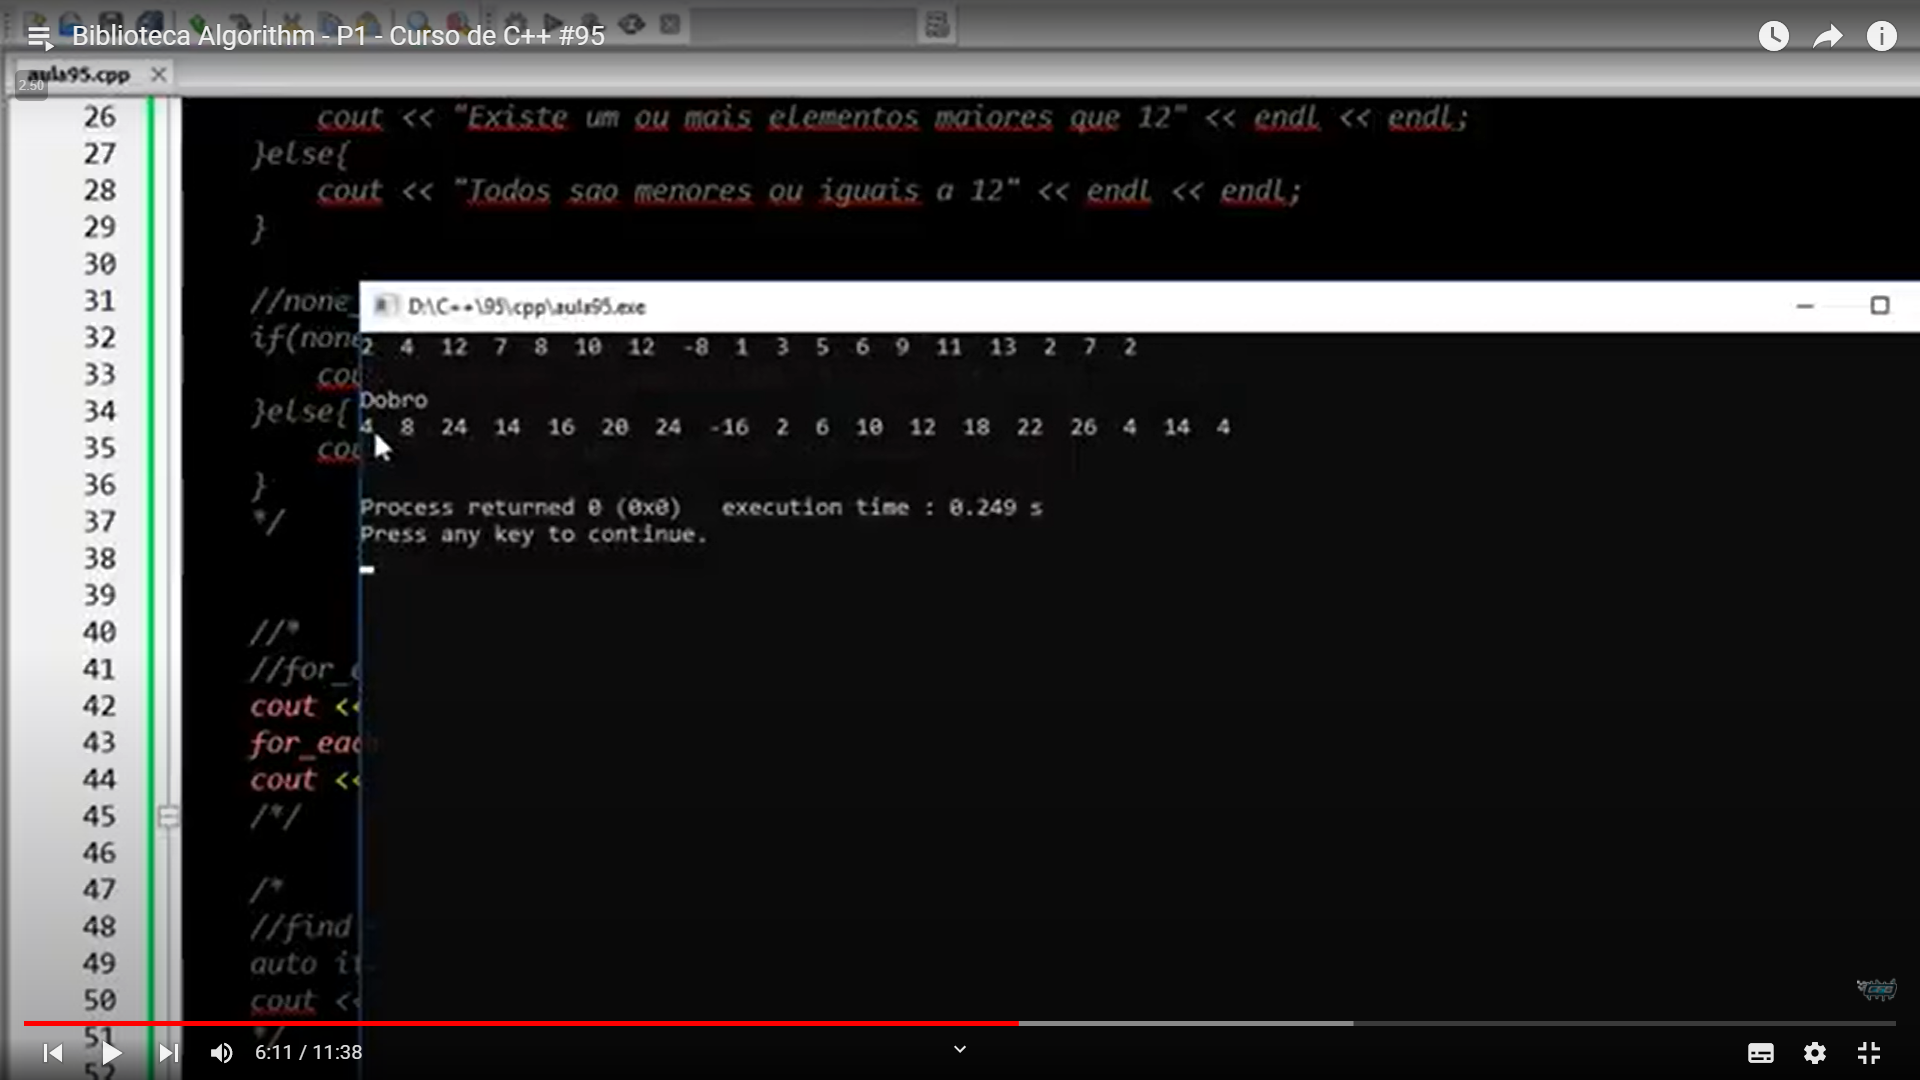 Biblioteca Algorithm - P1 - Curso de C++ #95
aula95.cpp
2.50
26 cout << "Existe um ou mais elementos maiores que 12" << endl << endl;
27 }else{
28 cout << "Todos sao menores ou iguais a 12" << endl << endl;
29 }
30
31 //none_
32 if(none
33 cou
34 }else{
35 cou
36 }
37 */
38
39
40 //*
41 //for_e
42 cout <<
43 for_each
44 cout <<
45 /*/
46
47 /*
48 //find
49 auto it
50 cout <<
51 */
52
D:\C++\95\cpp\aula95.exe
2 4 12 7 8 10 12 -8 1 3 5 6 9 11 13 2 7 2
Dobro
4 8 24 14 16 20 24 -16 2 6 10 12 18 22 26 4 14 4
Process returned 0 (0x0) execution time : 0.249 s
Press any key to continue.
6:11 / 11:38